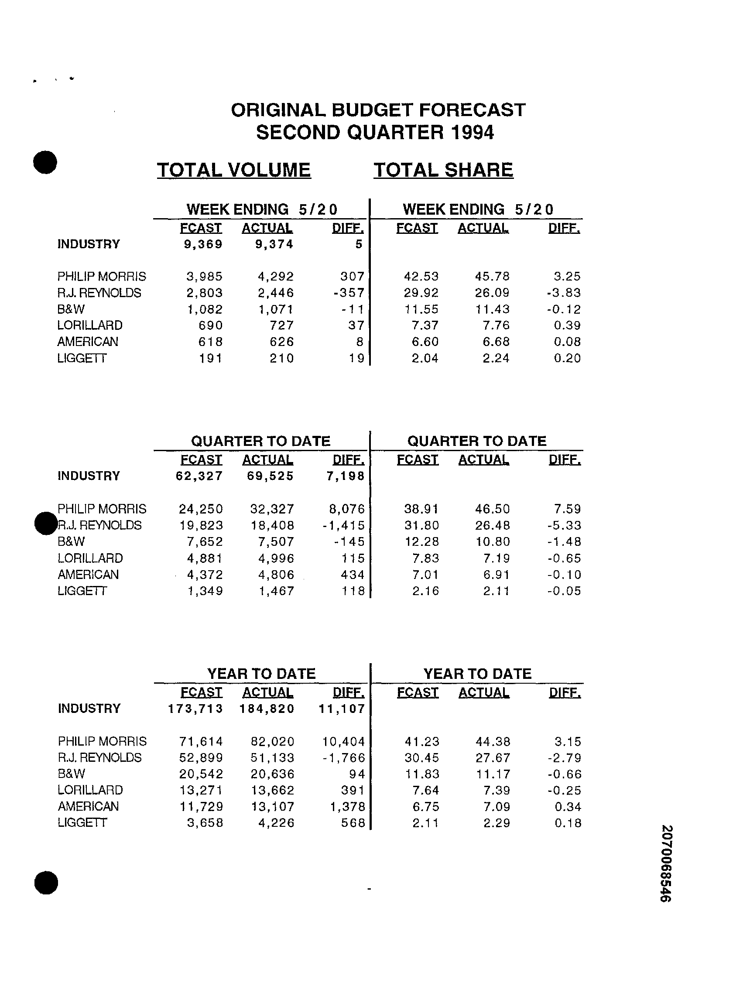 ORIGINAL BUDGET FORECAST
SECOND QUARTER 1994
TOTAL VOLUME TOTAL SHARE
WEEK ENDING 5/20 WEEK ENDING 5/20
FCAST ACTUAL DIFF. FCAST ACTUAL DIFF.
INDUSTRY 9,369 9,374 5
PHILIP MORRIS 3,985 4,292 307 42.53 45.78 3.25
R.J. REYNOLDS 2,803 2,446 -357 29.92 26.09 -3.83
B&W 1,082 1,071 -11 11.55 11.43 -0.12
LORILLARD 690 727 37 7.37 7.76 0.39
AMERICAN 618 626 8 6.60 6.68 0.08
LIGGETT 191 210 19 2.04 2.24 0.20
QUARTER TO DATE QUARTER TO DATE
FCAST ACTUAL DIFF. FCAST ACTUAL DIFF.
INDUSTRY 62,327 69,525 7,198
PHILIP MORRIS 24,250 32,327 8,076 38.91 46.50 7.59
R.J. REYNOLDS 19,823 18,408 -1,415 31.80 26.48 -5.33
B&W 7,652 7,507 -145 12.28 10.80 -1.48
LORILLARD 4,881 4,996 115 7.83 7.19 -0.65
AMERICAN 4,372 4,806 434 7.01 6.91 -0.10
LIGGETT 1,349 1,467 118 2.16 2.11 -0.05
YEAR TO DATE YEAR TO DATE
FCAST ACTUAL DIFF. FCAST ACTUAL DIFF.
INDUSTRY 173,713 184,820 11,107
PHILIP MORRIS 71,614 82,020 10,404 41.23 44.38 3.15
R.J. REYNOLDS 52,899 51,133 -1,766 30.45 27.67 -2.79
B&W 20,542 20,636 94 11.83 11.17 -0.66
LORILLARD 13,271 13,662 391 7.64 7.39 -0.25
AMERICAN 11,729 13,107 1,378 6.75 7.09 0.34
LIGGETT 3,658 4,226 568 2.11 2.29 0.18
2070068546